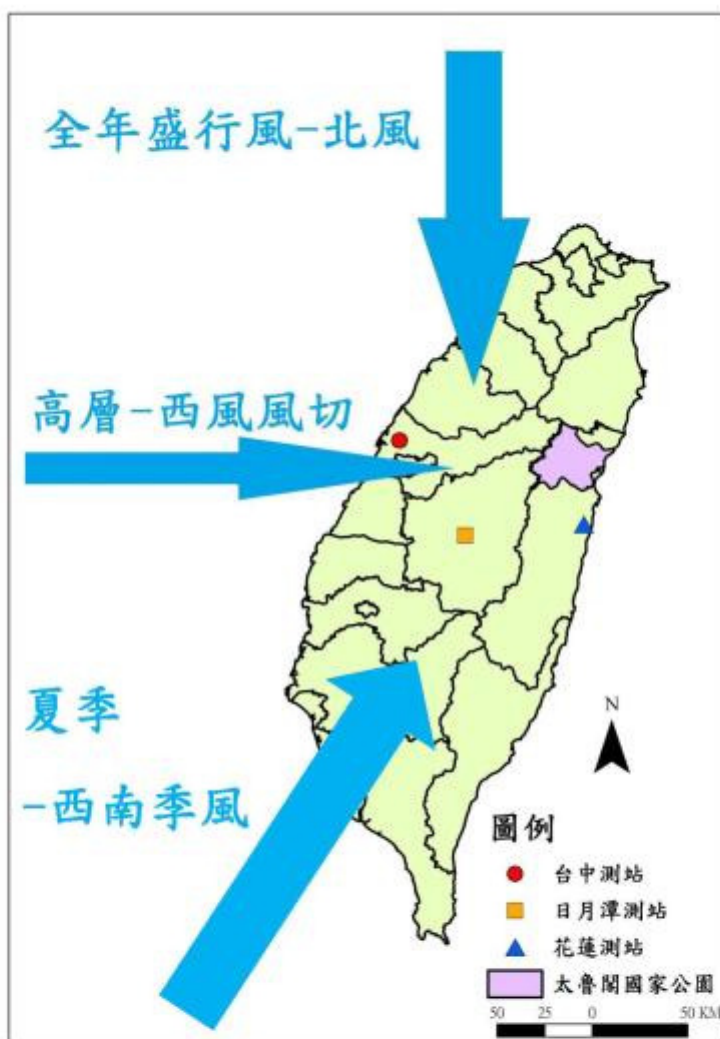 全年盛行風-北風
高層-西風風切
夏季
-西南季風
N
圖例
台中測站
日月潭測站
花蓮測站
太魯閣國家公園
50 25 0 50 KM